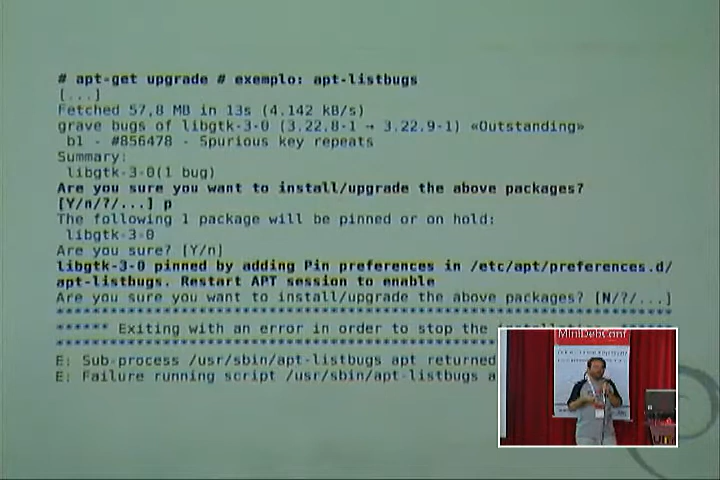 # apt-get upgrade # exemplo: apt-listbugs
[...]
Fetched 57,8 MB in 13s (4.142 kB/s)
grave bugs of libgtk-3-0 (3.22.8-1 → 3.22.9-1) «Outstanding»
b1 - #856478 - Spurious key repeats
Summary:
libgtk-3-0(1 bug)
Are you sure you want to install/upgrade the above packages?
[Y/n/?/...] p
The following 1 package will be pinned or on hold:
libgtk-3-0
Are you sure? [Y/n]
libgtk-3-0 pinned by adding Pin preferences in /etc/apt/preferences.d/
apt-listbugs. Restart APT session to enable
Are you sure you want to install/upgrade the above packages? [N/?/...]
****** Exiting with an error in order to stop the
E: Sub-process /usr/sbin/apt-listbugs apt returned
E: Failure running script /usr/sbin/apt-listbugs a
MiniDebConf